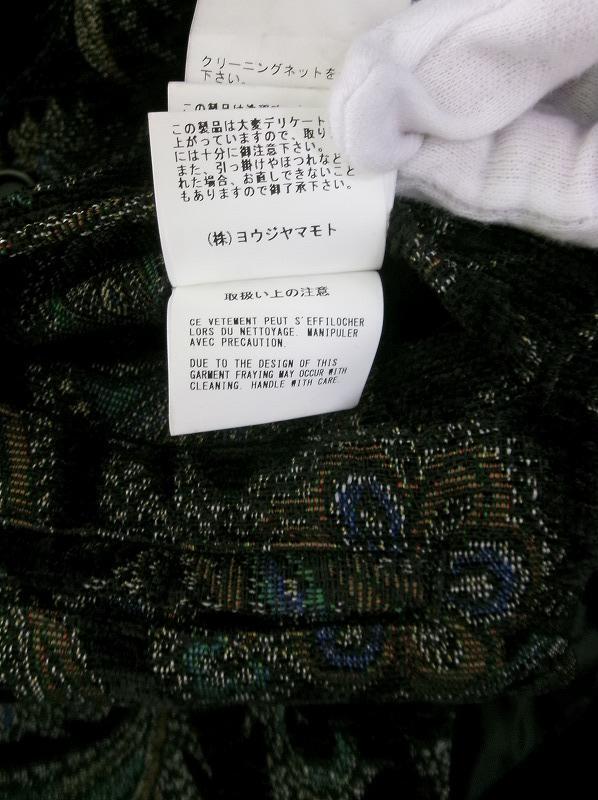 クリーニングネットを
下さい。
この製品は
この製品は大変デリケート
上がっていますので、取り
には十分に御注意下さい。
また、引っ掛けやほつれなど
れた場合、お直しできないこと
もありますので御了承下さい。
(株)ヨウジヤマモト
取扱い上の注意
CE VETEMENT PEUT S'EFFILOCHER
LORS DU NETTOYAGE. MANIPULER
AVEC PRECAUTION.
DUE TO THE DESIGN OF THIS
GARMENT FRAYING MAY OCCUR WITH
CLEANING. HANDLE WITH CARE.